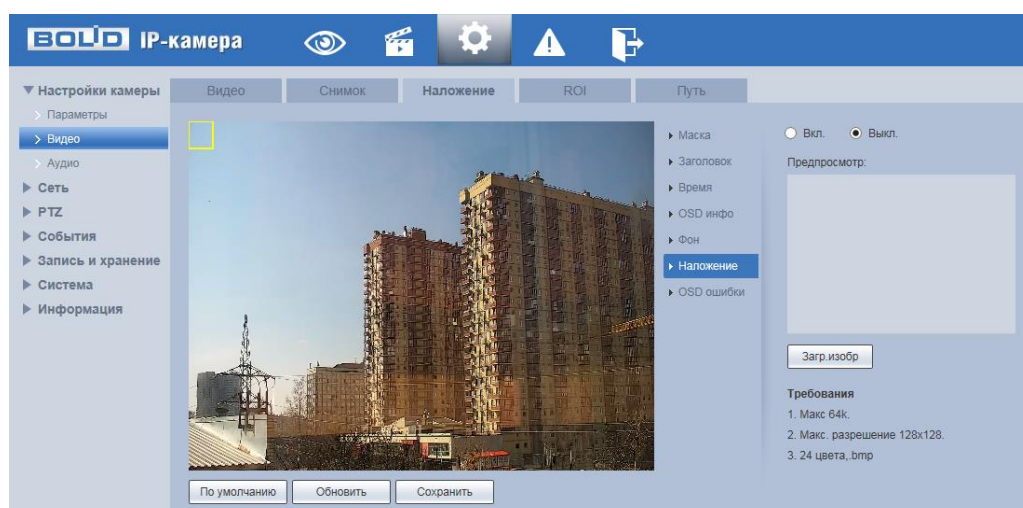 BOLID IP-камера
Настройки камеры
Параметры
Видео
Аудио
Сеть
PTZ
События
Запись и хранение
Система
Информация
Видео Снимок Наложение ROI Путь
Маска
Заголовок
Время
OSD инфо
Фон
Наложение
OSD ошибки
Вкл. Выкл.
Предпросмотр:
Загр.изобр
Требования
1. Макс 64k.
2. Макс. разрешение 128x128.
3. 24 цвета,.bmp
По умолчанию Обновить Сохранить